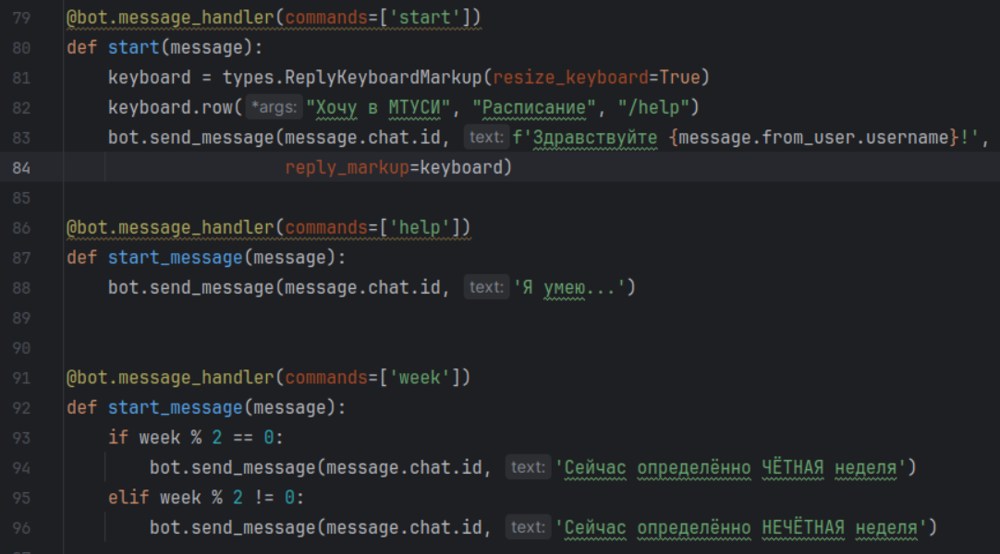 79 @bot.message_handler(commands=['start'])
80 def start(message):
81 keyboard = types.ReplyKeyboardMarkup(resize_keyboard=True)
82 keyboard.row( *args: "Хочу в МТУСИ", "Расписание", "/help")
83 bot.send_message(message.chat.id, text: f'Здравствуйте {message.from_user.username}!',
84 reply_markup=keyboard)
85
86 @bot.message_handler(commands=['help'])
87 def start_message(message):
88 bot.send_message(message.chat.id, text: 'Я умею...')
89
90
91 @bot.message_handler(commands=['week'])
92 def start_message(message):
93 if week % 2 == 0:
94 bot.send_message(message.chat.id, text: 'Сейчас определённо ЧЁТНАЯ неделя')
95 elif week % 2 != 0:
96 bot.send_message(message.chat.id, text: 'Сейчас определённо НЕЧЁТНАЯ неделя')